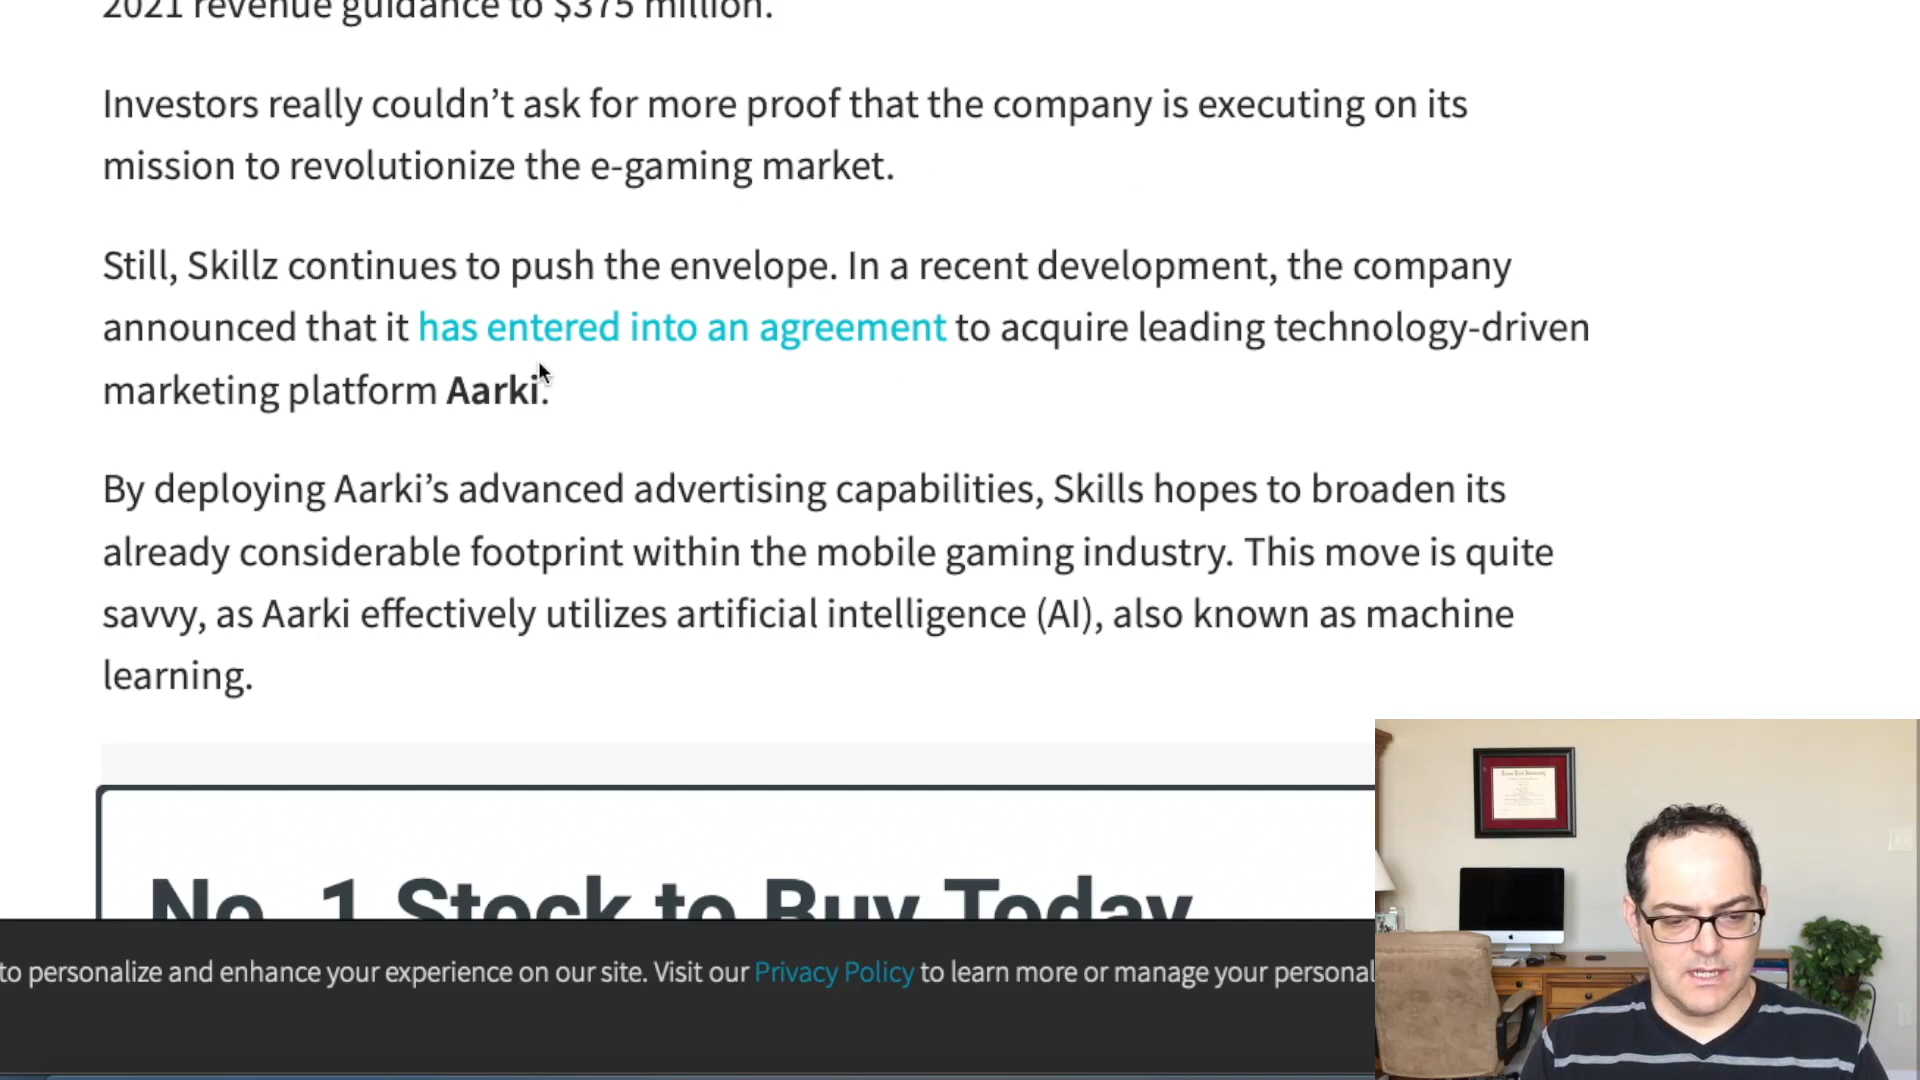 2021 revenue guidance to $375 million.
Investors really couldn’t ask for more proof that the company is executing on its
mission to revolutionize the e-gaming market.
Still, Skillz continues to push the envelope. In a recent development, the company
announced that it has entered into an agreement to acquire leading technology-driven
marketing platform Aarki.
By deploying Aarki’s advanced advertising capabilities, Skills hopes to broaden its
already considerable footprint within the mobile gaming industry. This move is quite
savvy, as Aarki effectively utilizes artificial intelligence (AI), also known as machine
learning.
No. 1 Stock to Buy Today
to personalize and enhance your experience on our site. Visit our Privacy Policy to learn more or manage your personal
Texas Tech University